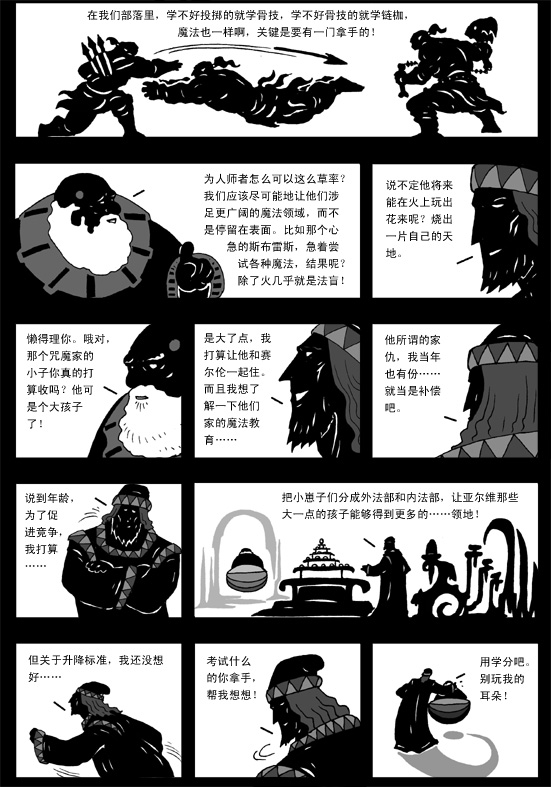 在我们部落里，学不好投掷的就学骨技，学不好骨技的就学链枷，
魔法也一样啊，关键是要有一门拿手的！
为人师者怎么可以这么草率？
我们应该尽可能地让他们涉
足更广阔的魔法领域，而不
是停留在表面。比如那个心
急的斯布雷斯，急着尝
试各种魔法，结果呢？
除了火几乎就是法盲！
说不定他将来
能在火上玩出
花来呢？烧出
一片自己的天
地。
懒得理你。哦对，
那个咒魔家的
小子你真的打
算收吗？他可
是个大孩子
了！
是大了点，我
打算让他和赛
尔伦一起住。
而且我想了
解一下他们
家的魔法教
育……
他所谓的家
仇，我当年
也有份……
就当是补偿
吧。
说到年龄，
为了促
进竞争，
我打算
……
把小崽子们分成外法部和内法部，让亚尔维那些
大一点的孩子能够得到更多的……领地！
但关于升降标准，我还没想
好……
考试什么
的你拿手，
帮我想想！
用学分吧。
别玩我的
耳朵！